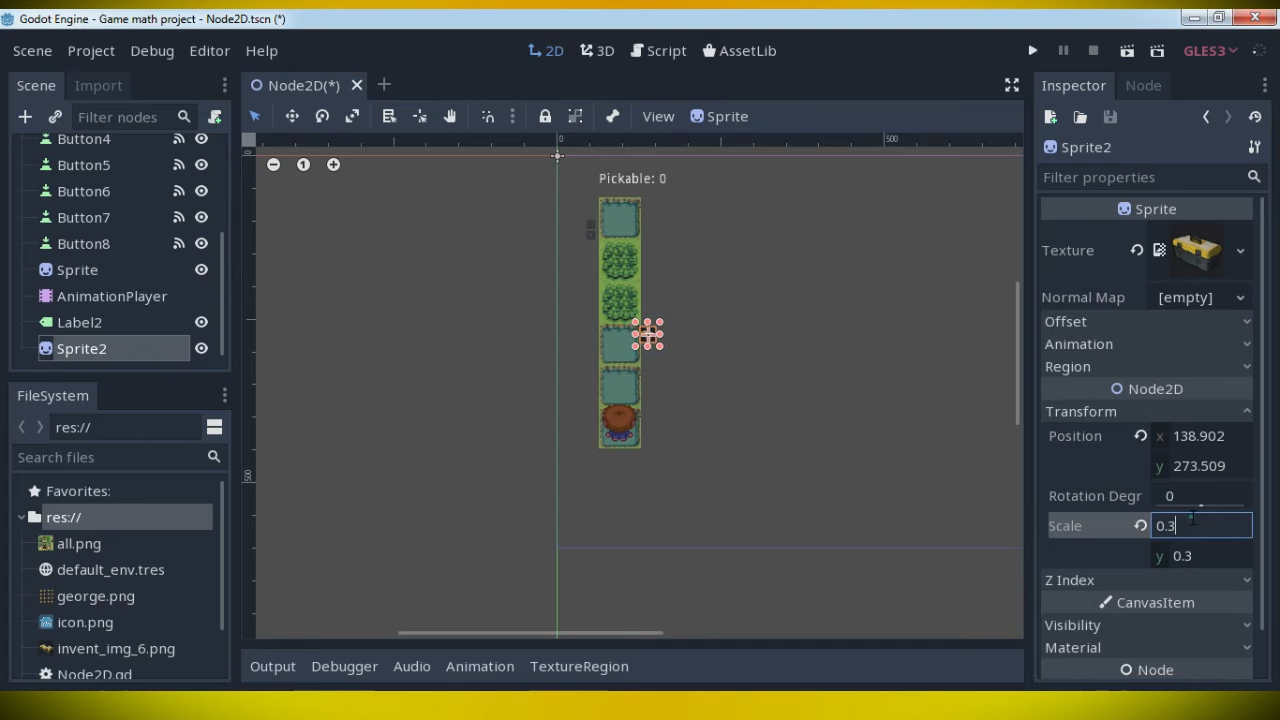 Godot Engine - Game math project - Node2D.tscn (*)
Scene Project Debug Editor Help
2D 3D Script AssetLib
GLES3
Scene Import
Node2D(*)
Inspector Node
Filter nodes
View Sprite
Button4
Button5
Button6
Button7
Button8
Sprite
AnimationPlayer
Label2
Sprite2
FileSystem
res://
Search files
Favorites:
res://
all.png
default_env.tres
george.png
icon.png
invent_img_6.png
Node2D.gd
0 500
0
500
1
Pickable: 0
Output Debugger Audio Animation TextureRegion
Sprite2
Filter properties
Sprite
Texture
Normal Map [empty]
Offset
Animation
Region
Node2D
Transform
Position x 138.902
y 273.509
Rotation Degr 0
Scale 0.3
y 0.3
Z Index
CanvasItem
Visibility
Material
Node